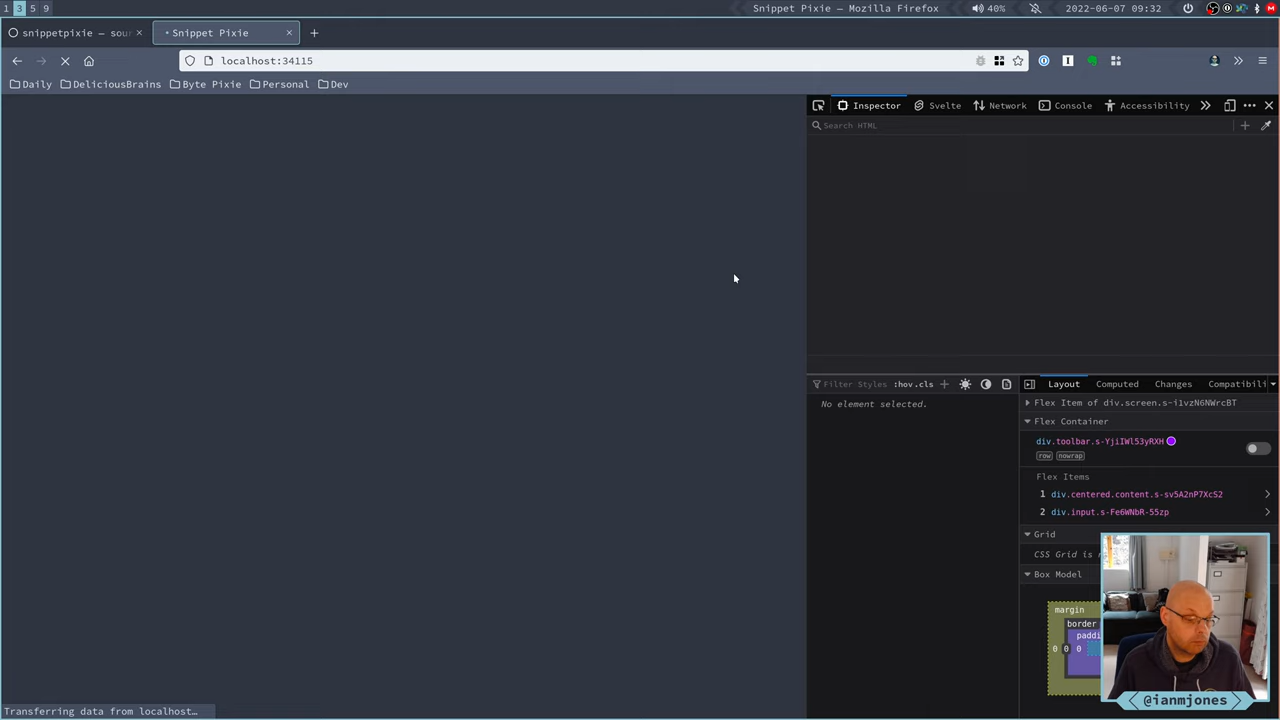 1 3 5 9
Snippet Pixie — Mozilla Firefox
40%
2022-06-07 09:32
snippetpixie — sour
Snippet Pixie
localhost:34115
Daily
DeliciousBrains
Byte Pixie
Personal
Dev
Inspector
Svelte
Network
Console
Accessibility
Search HTML
Filter Styles
:hov .cls
Layout
Computed
Changes
Compatibili
No element selected.
Flex Item of div.screen.s-i1vzN6NWrcBT
Flex Container
div.toolbar.s-YjiIWl53yRXH
row nowrap
Flex Items
1 div.centered.content.s-sv5A2nP7XcS2
2 div.input.s-Fe6WNbR-55zp
Grid
CSS Grid is
Box Model
margin
border
paddi
0 0 0
@ianmjones
Transferring data from localhost…